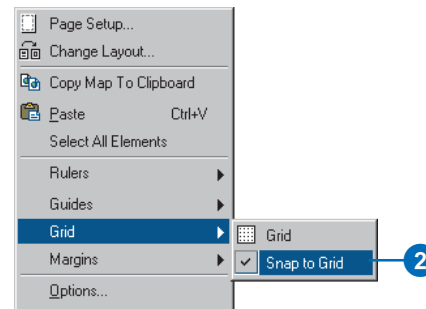 Page Setup...
Change Layout...
Copy Map To Clipboard
Paste Ctrl+V
Select All Elements
Rulers
Guides
Grid
Margins
Options...
Grid
Snap to Grid
2